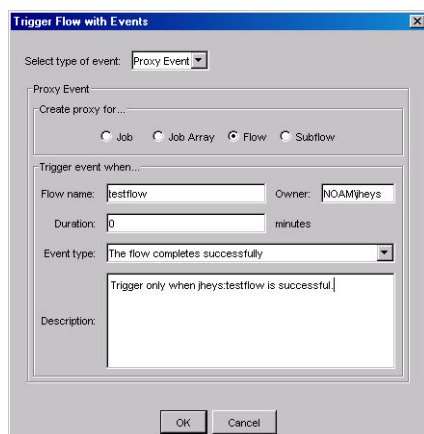 Trigger Flow with Events
Select type of event: Proxy Event
Proxy Event
Create proxy for...
Job Job Array Flow Subflow
Trigger event when...
Flow name: testflow Owner: NOAM\jheys
Duration: 0 minutes
Event type: The flow completes successfully
Trigger only when jheys:testflow is successful.
Description:
OK Cancel